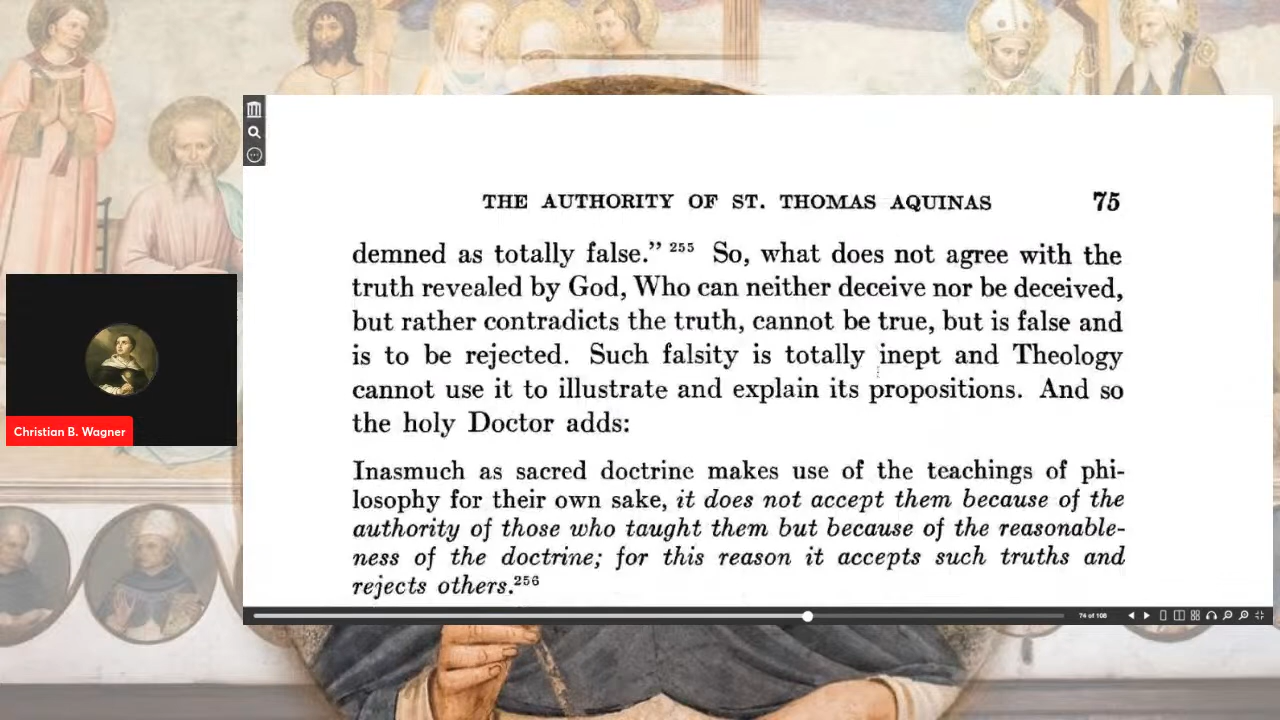 THE AUTHORITY OF ST. THOMAS AQUINAS 75
demned as totally false.” 255 So, what does not agree with the
truth revealed by God, Who can neither deceive nor be deceived,
but rather contradicts the truth, cannot be true, but is false and
is to be rejected. Such falsity is totally inept and Theology
cannot use it to illustrate and explain its propositions. And so
the holy Doctor adds:
Inasmuch as sacred doctrine makes use of the teachings of phi-
losophy for their own sake, it does not accept them because of the
authority of those who taught them but because of the reasonable-
ness of the doctrine; for this reason it accepts such truths and
rejects others.256
Christian B. Wagner
74 of 108